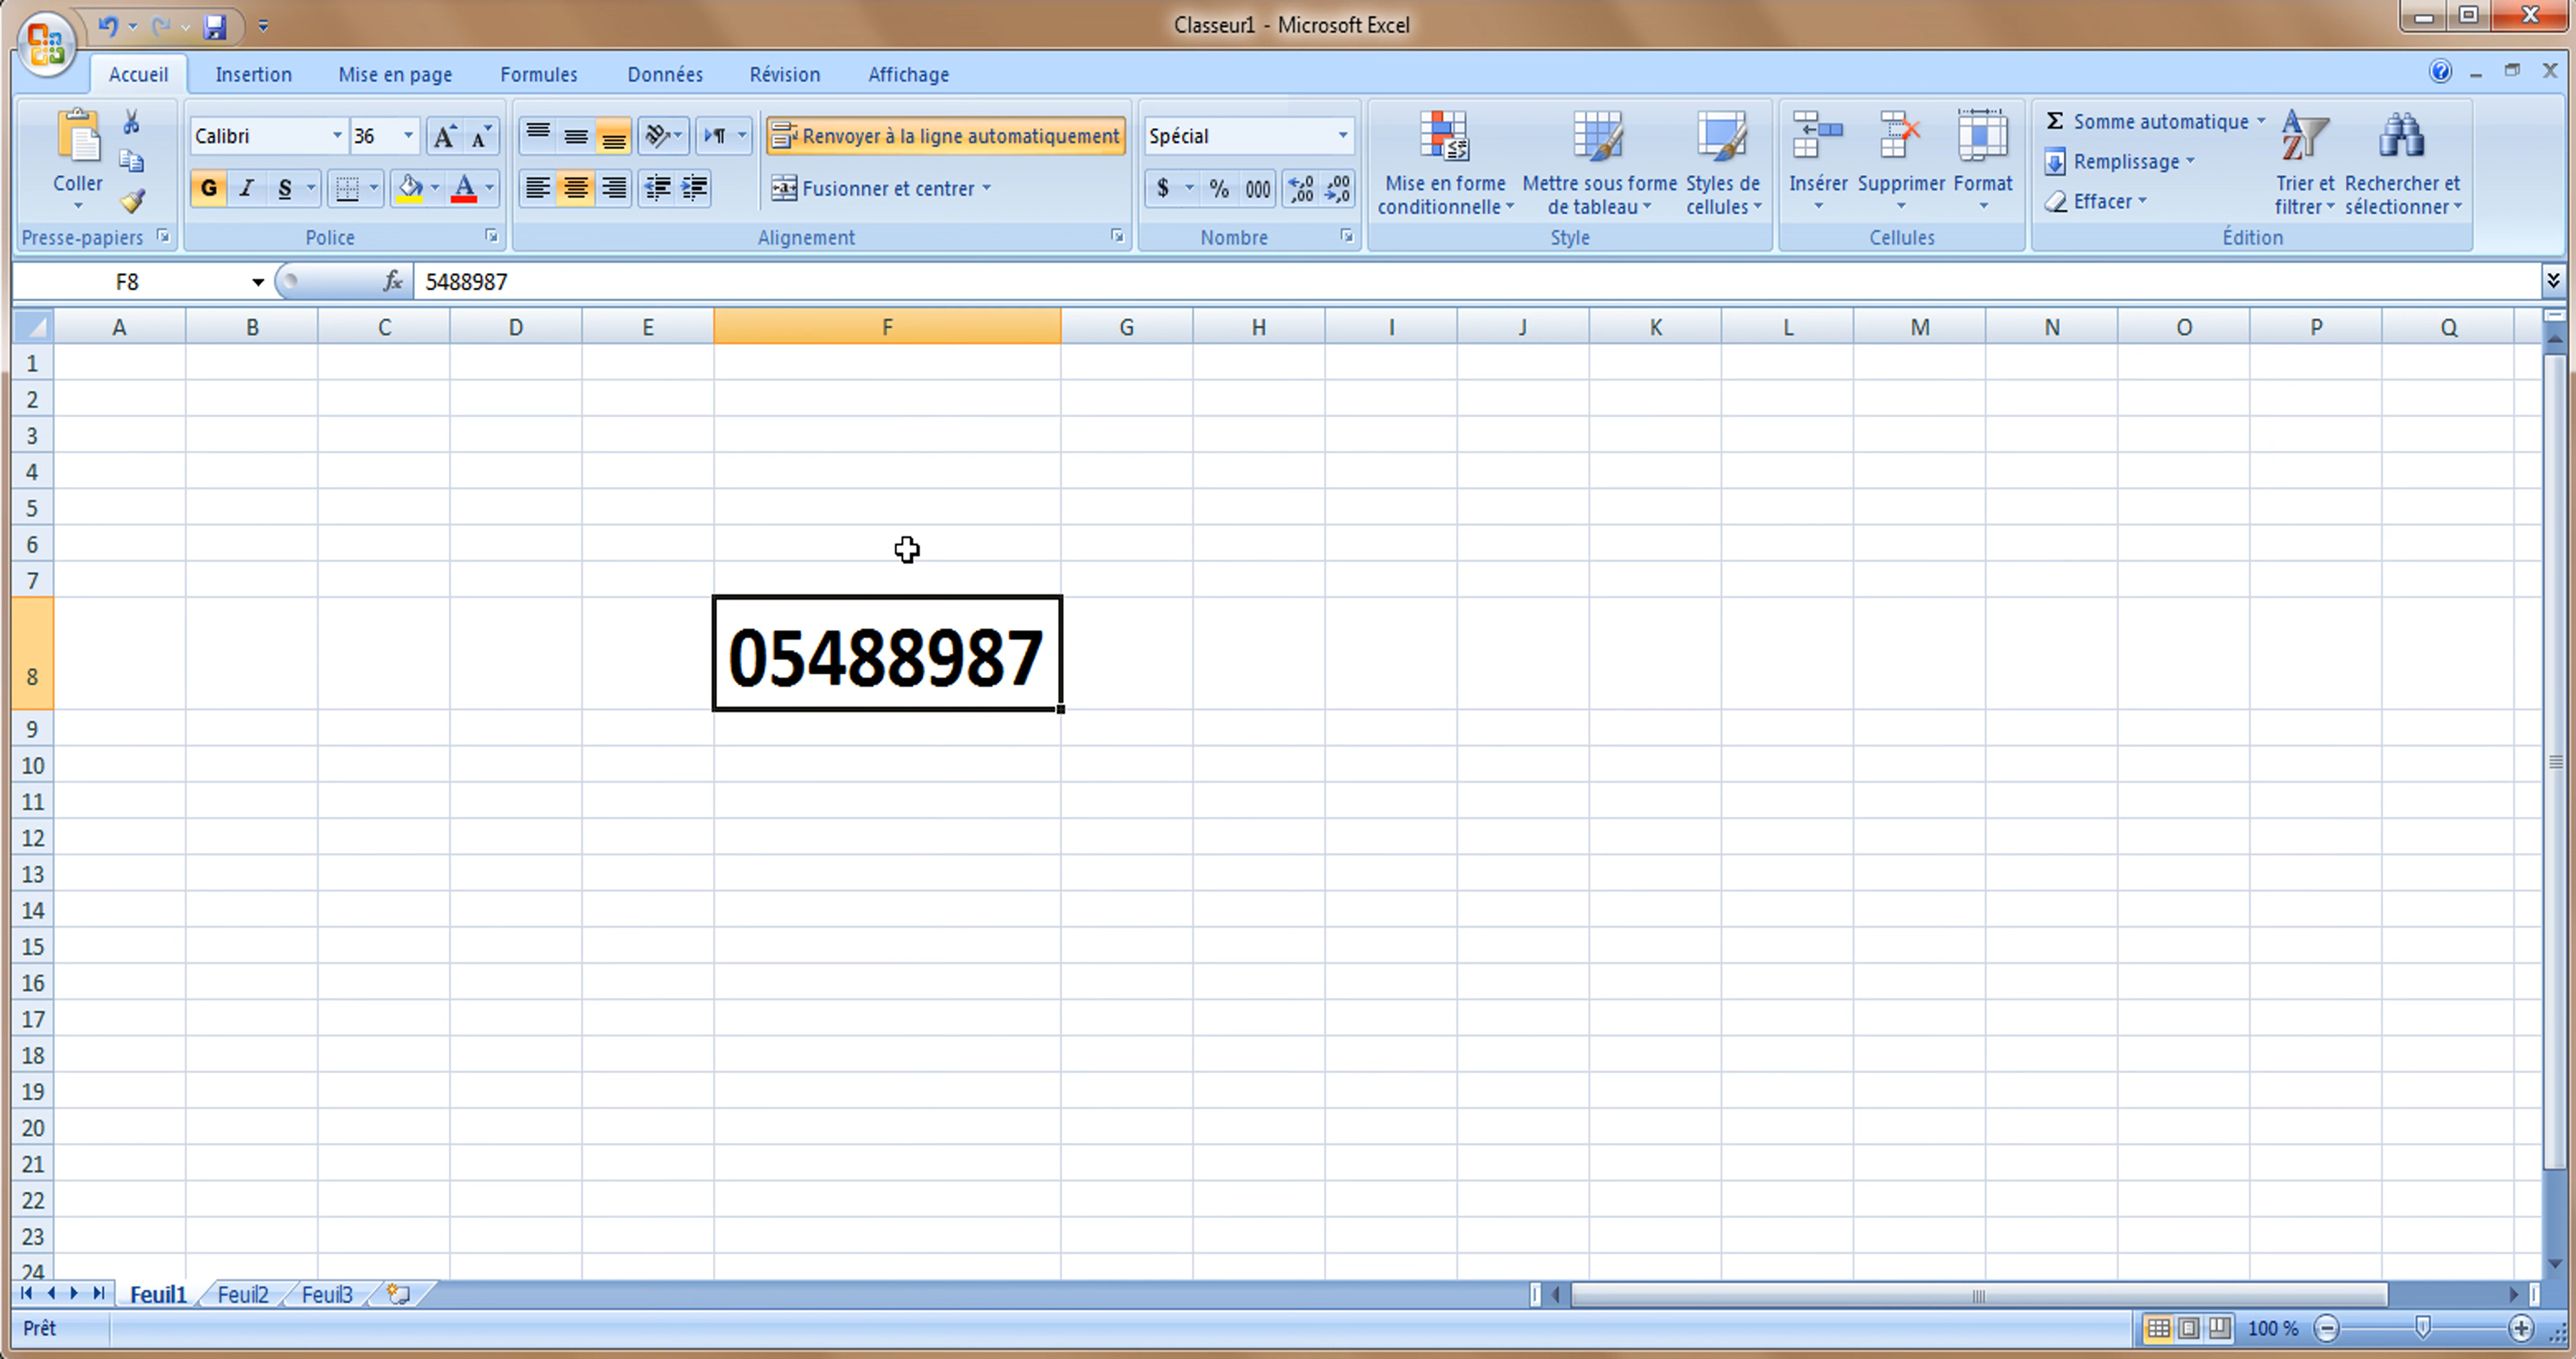 Classeur1 - Microsoft Excel
Accueil Insertion Mise en page Formules Données Révision Affichage
Coller
Presse-papiers
Calibri 36
G I S A
Police
Renvoyer à la ligne automatiquement
Fusionner et centrer
Alignement
Spécial
$ % 000 ,0 ,00 ,00 ,0
Nombre
Mise en forme conditionnelle
Mettre sous forme de tableau
Styles de cellules
Style
Insérer Supprimer Format
Cellules
Σ Somme automatique
Remplissage
Effacer
Trier et filtrer
Rechercher et sélectionner
Édition
F8 fx 5488987
A B C D E F G H I J K L M N O P Q
1
2
3
4
5
6
7
8 05488987
9
10
11
12
13
14
15
16
17
18
19
20
21
22
23
24
Feuil1 Feuil2 Feuil3
Prêt 100 %